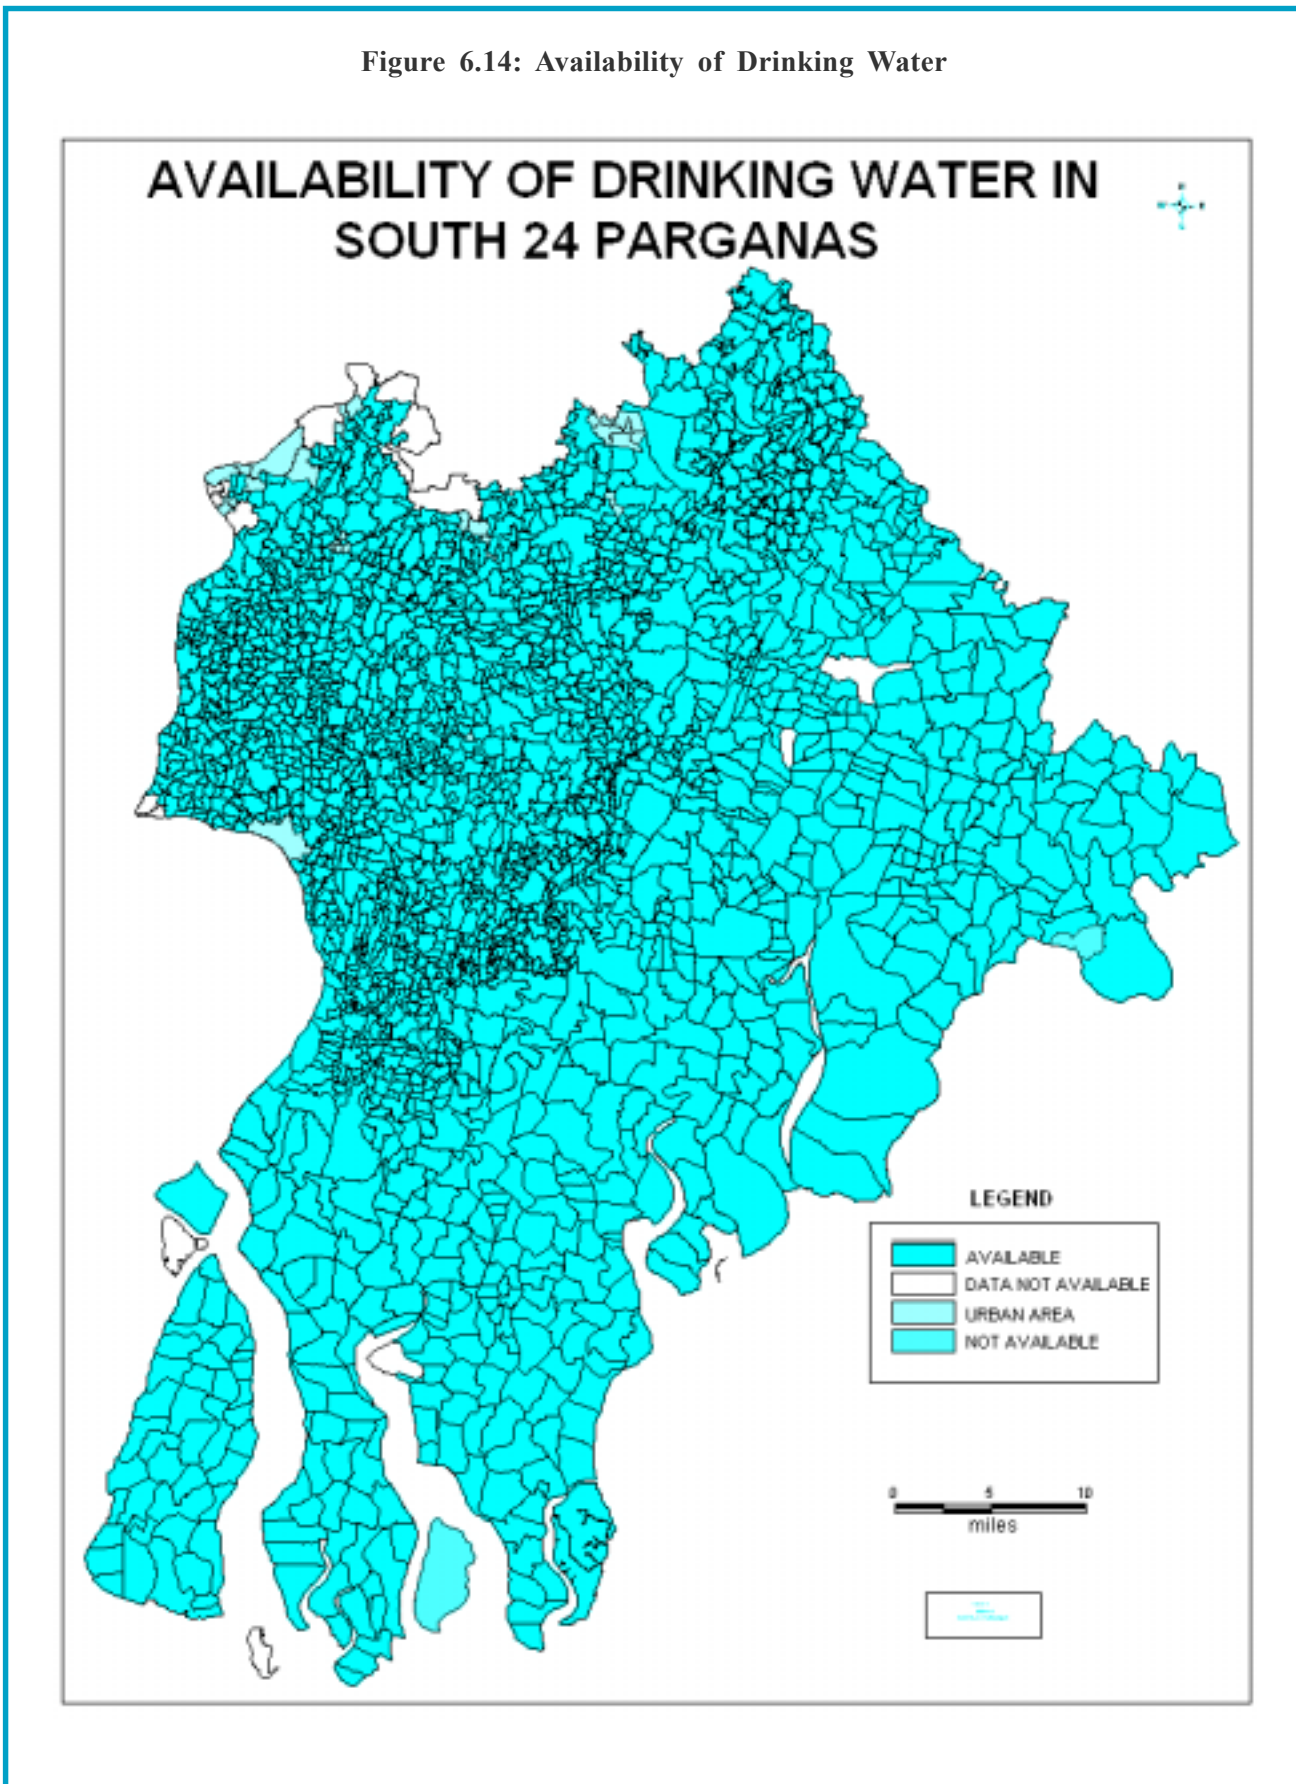 Figure 6.14: Availability of Drinking Water
AVAILABILITY OF DRINKING WATER IN
SOUTH 24 PARGANAS
LEGEND
AVAILABLE
DATA NOT AVAILABLE
URBAN AREA
NOT AVAILABLE
0 5 10
miles